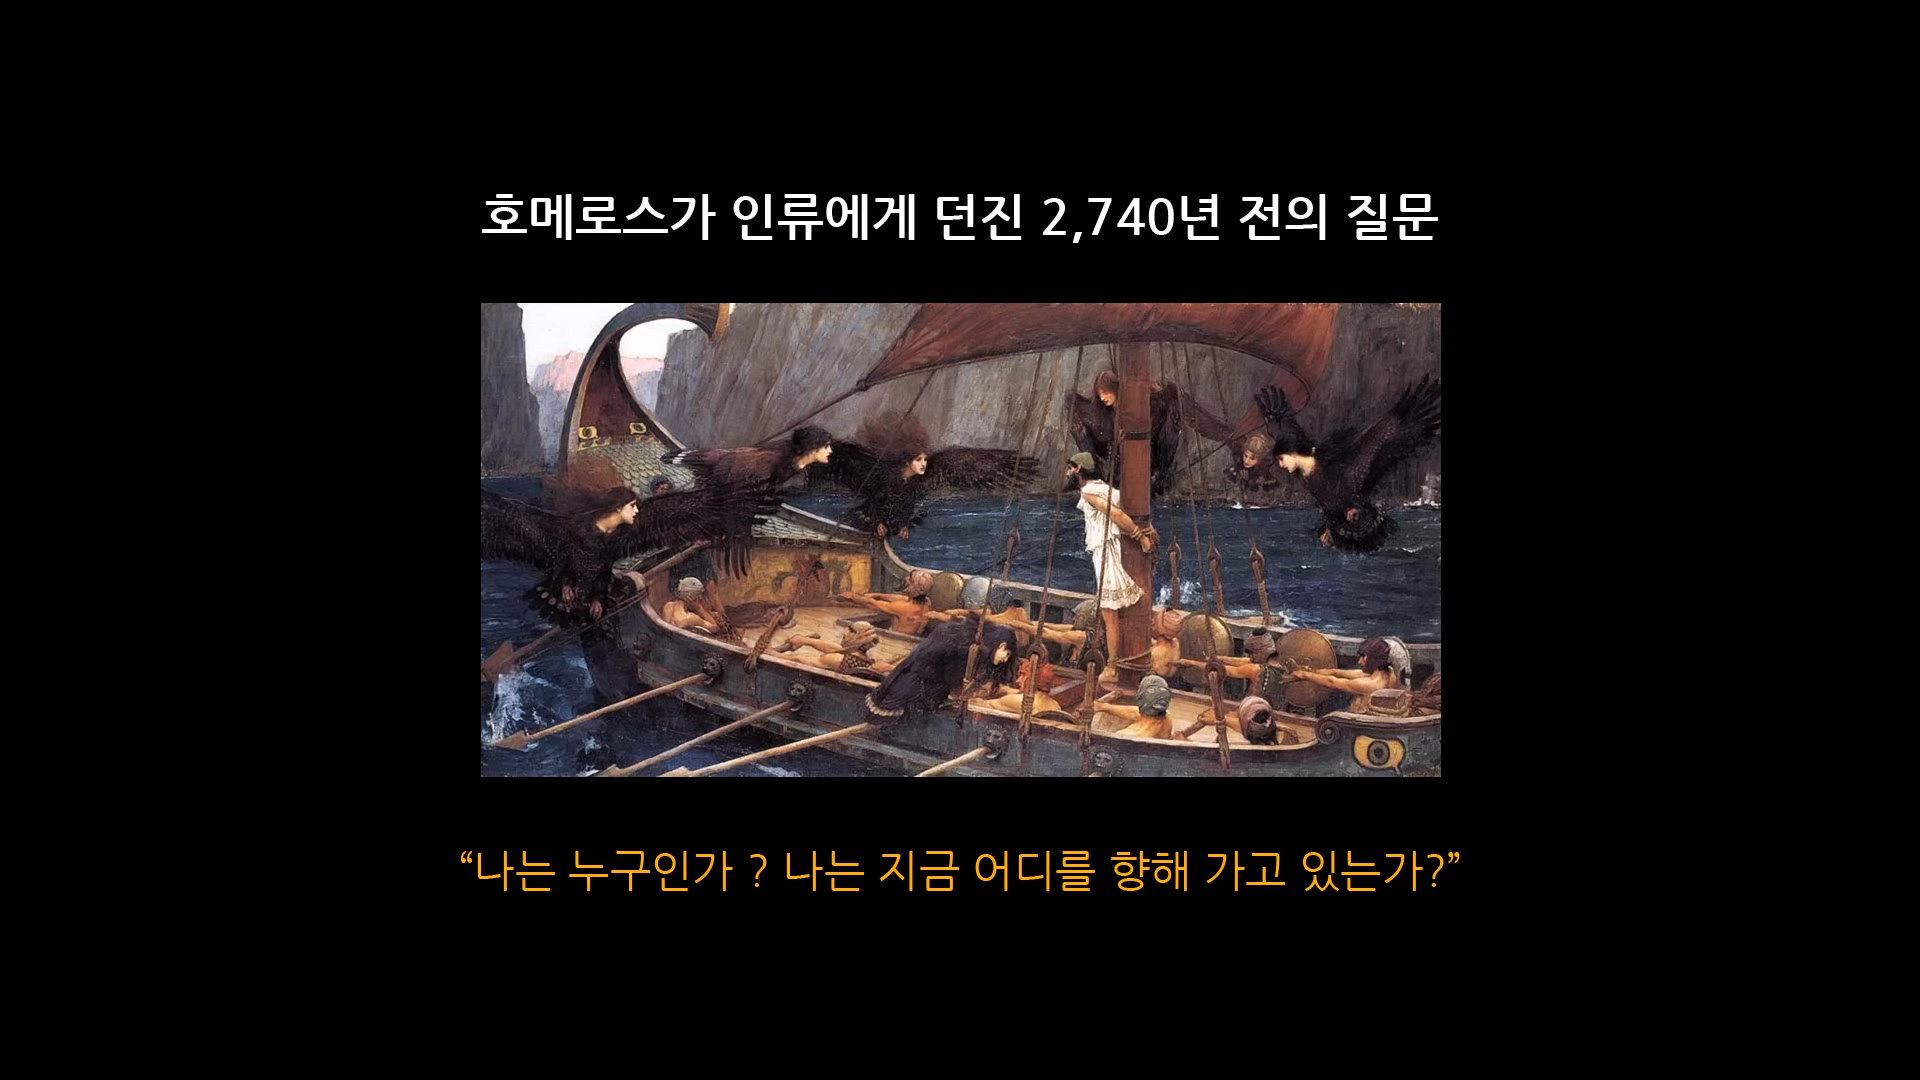 호메로스가 인류에게 던진 2,740년 전의 질문
“나는 누구인가 ? 나는 지금 어디를 향해 가고 있는가?”